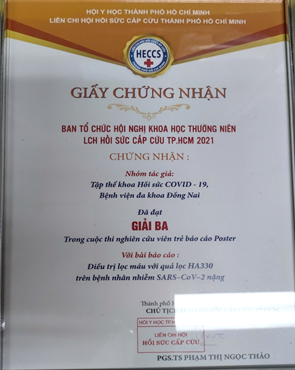 HỘI Y HỌC THÀNH PHỐ HỒ CHÍ MINH
LIÊN CHI HỘI HỒI SỨC CẤP CỨU THÀNH PHỐ HỒ CHÍ MINH
HECCS
GIẤY CHỨNG NHẬN
BAN TỔ CHỨC HỘI NGHỊ KHOA HỌC THƯỜNG NIÊN
LCH HỒI SỨC CẤP CỨU TP.HCM 2021
CHỨNG NHẬN :
Nhóm tác giả:
Tập thể khoa Hồi sức COVID - 19,
Bệnh viện đa khoa Đồng Nai
Đã đạt
GIẢI BA
Trong cuộc thi nghiên cứu viên trẻ báo cáo Poster
Với bài báo cáo :
Điều trị lọc máu với quả lọc HA330
trên bệnh nhân nhiễm SARS-CoV-2 nặng
Thành phố
CHỦ TỊCH
HỘI Y HỌC
LIÊN CHI HỘI
HỒI SỨC CẤP CỨU
PGS.TS PHẠM THỊ NGỌC THẢO